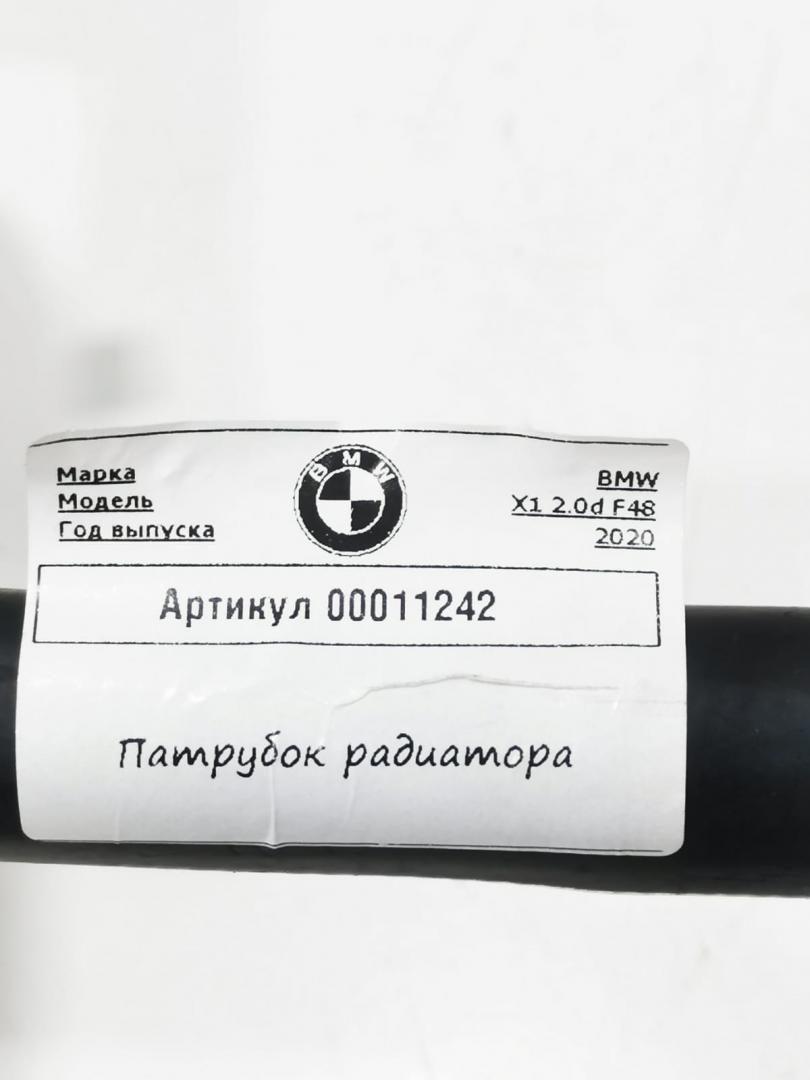 Марка BMW BMW
Модель X1 2.0d F48
Год выпуска 2020
Артикул 00011242
Патрубок радиатора